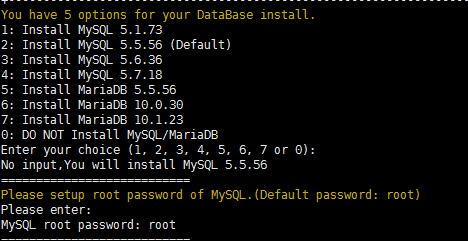 You have 5 options for your DataBase install.
1: Install MySQL 5.1.73
2: Install MySQL 5.5.56 (Default)
3: Install MySQL 5.6.36
4: Install MySQL 5.7.18
5: Install MariaDB 5.5.56
6: Install MariaDB 10.0.30
7: Install MariaDB 10.1.23
0: DO NOT Install MySQL/MariaDB
Enter your choice (1, 2, 3, 4, 5, 6, 7 or 0):
No input,You will install MySQL 5.5.56
===========================
Please setup root password of MySQL.(Default password: root)
Please enter:
MySQL root password: root
===========================